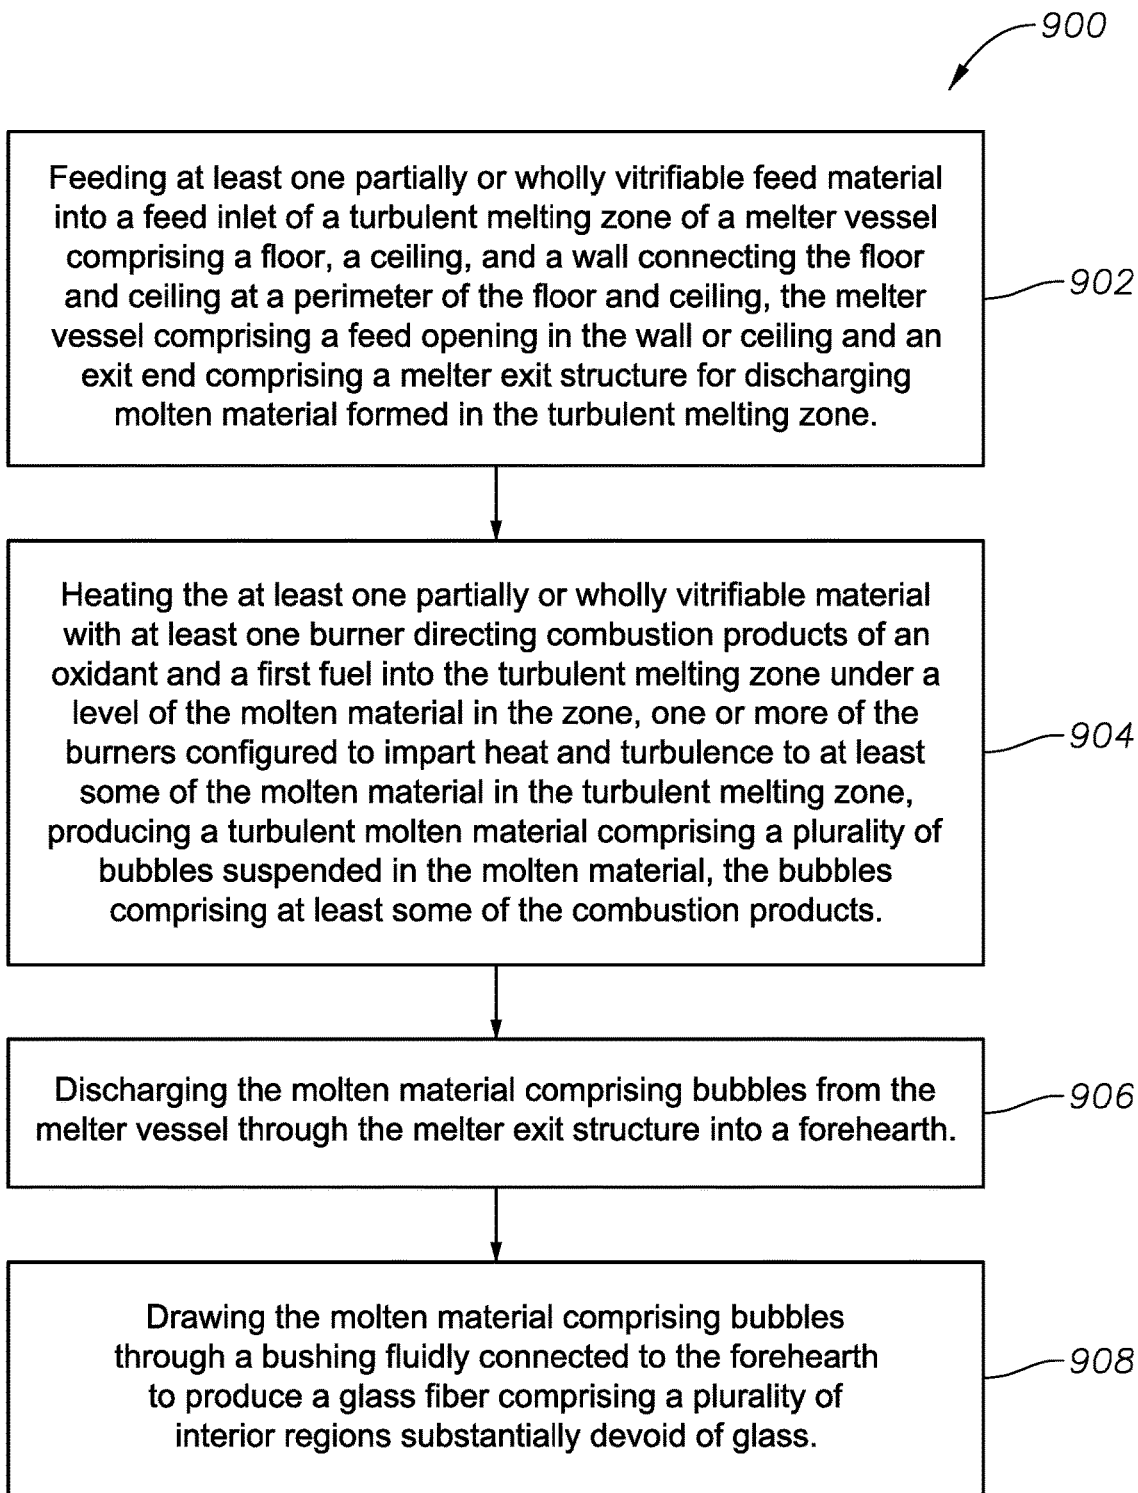 900
Feeding at least one partially or wholly vitrifiable feed material
into a feed inlet of a turbulent melting zone of a melter vessel
comprising a floor, a ceiling, and a wall connecting the floor
and ceiling at a perimeter of the floor and ceiling, the melter
vessel comprising a feed opening in the wall or ceiling and an
exit end comprising a melter exit structure for discharging
molten material formed in the turbulent melting zone.
902
Heating the at least one partially or wholly vitrifiable material
with at least one burner directing combustion products of an
oxidant and a first fuel into the turbulent melting zone under a
level of the molten material in the zone, one or more of the
burners configured to impart heat and turbulence to at least
some of the molten material in the turbulent melting zone,
producing a turbulent molten material comprising a plurality of
bubbles suspended in the molten material, the bubbles
comprising at least some of the combustion products.
904
Discharging the molten material comprising bubbles from the
melter vessel through the melter exit structure into a forehearth.
906
Drawing the molten material comprising bubbles
through a bushing fluidly connected to the forehearth
to produce a glass fiber comprising a plurality of
interior regions substantially devoid of glass.
908